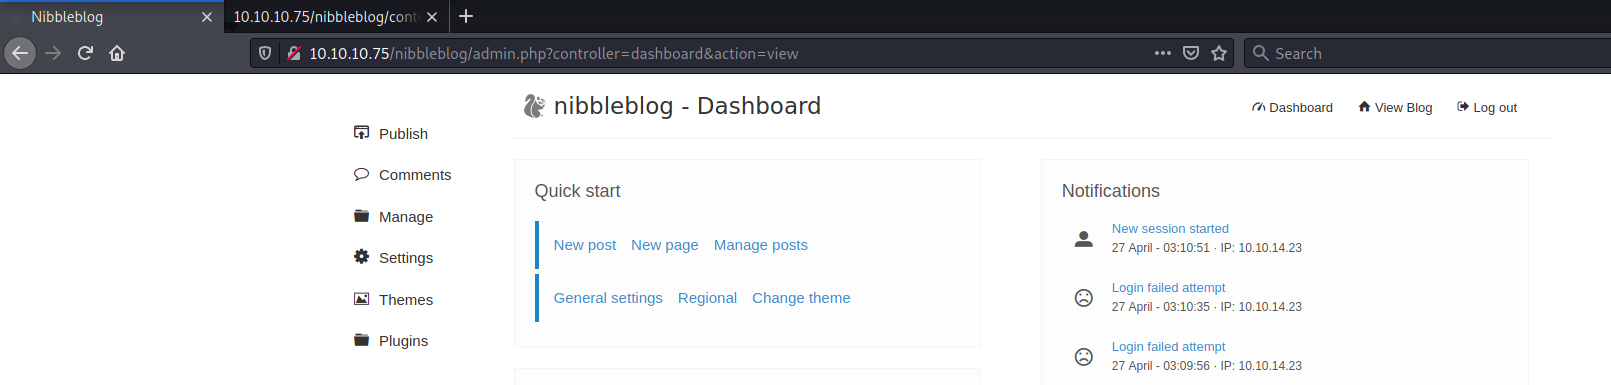 Nibbleblog
10.10.10.75/nibbleblog/cont
10.10.10.75/nibbleblog/admin.php?controller=dashboard&action=view
Search
nibbleblog - Dashboard
Dashboard
View Blog
Log out
Publish
Comments
Manage
Settings
Themes
Plugins
Quick start
New post New page Manage posts
General settings Regional Change theme
Notifications
New session started
27 April - 03:10:51 · IP: 10.10.14.23
Login failed attempt
27 April - 03:10:35 · IP: 10.10.14.23
Login failed attempt
27 April - 03:09:56 · IP: 10.10.14.23